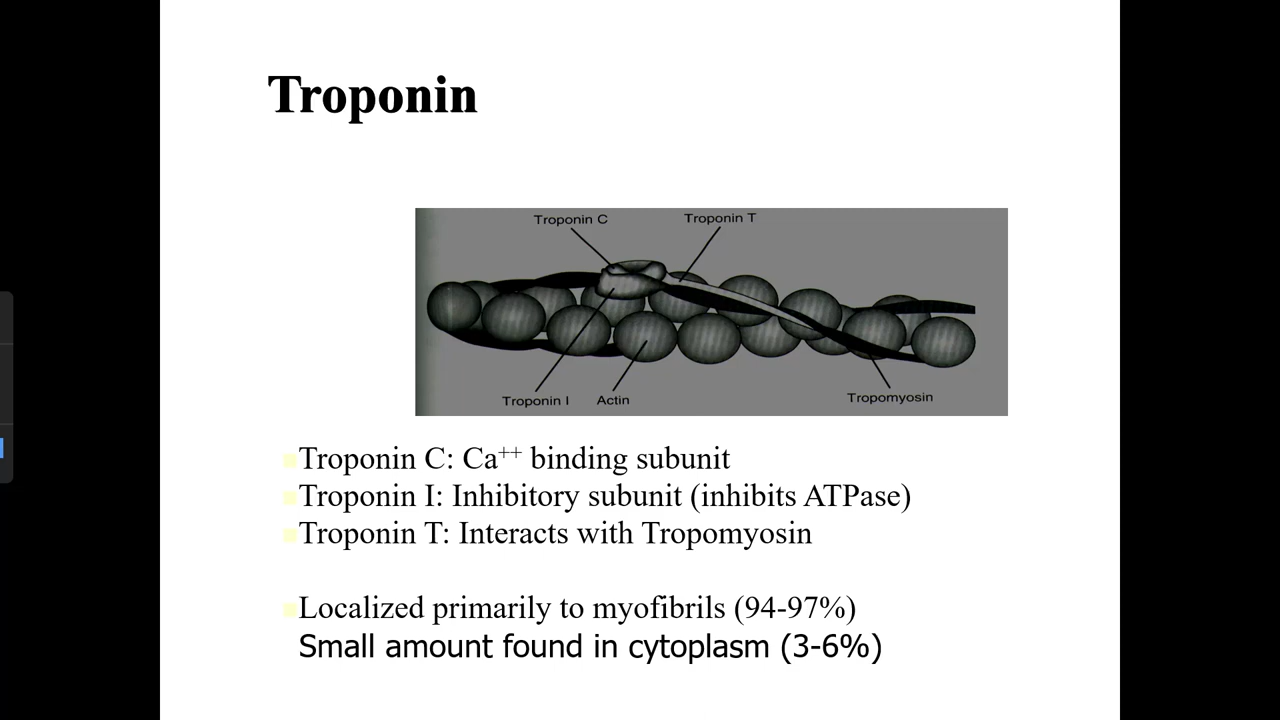 Troponin
Troponin C
Troponin T
Troponin I
Actin
Tropomyosin
Troponin C: Ca⁺⁺ binding subunit
Troponin I: Inhibitory subunit (inhibits ATPase)
Troponin T: Interacts with Tropomyosin
Localized primarily to myofibrils (94-97%)
Small amount found in cytoplasm (3-6%)